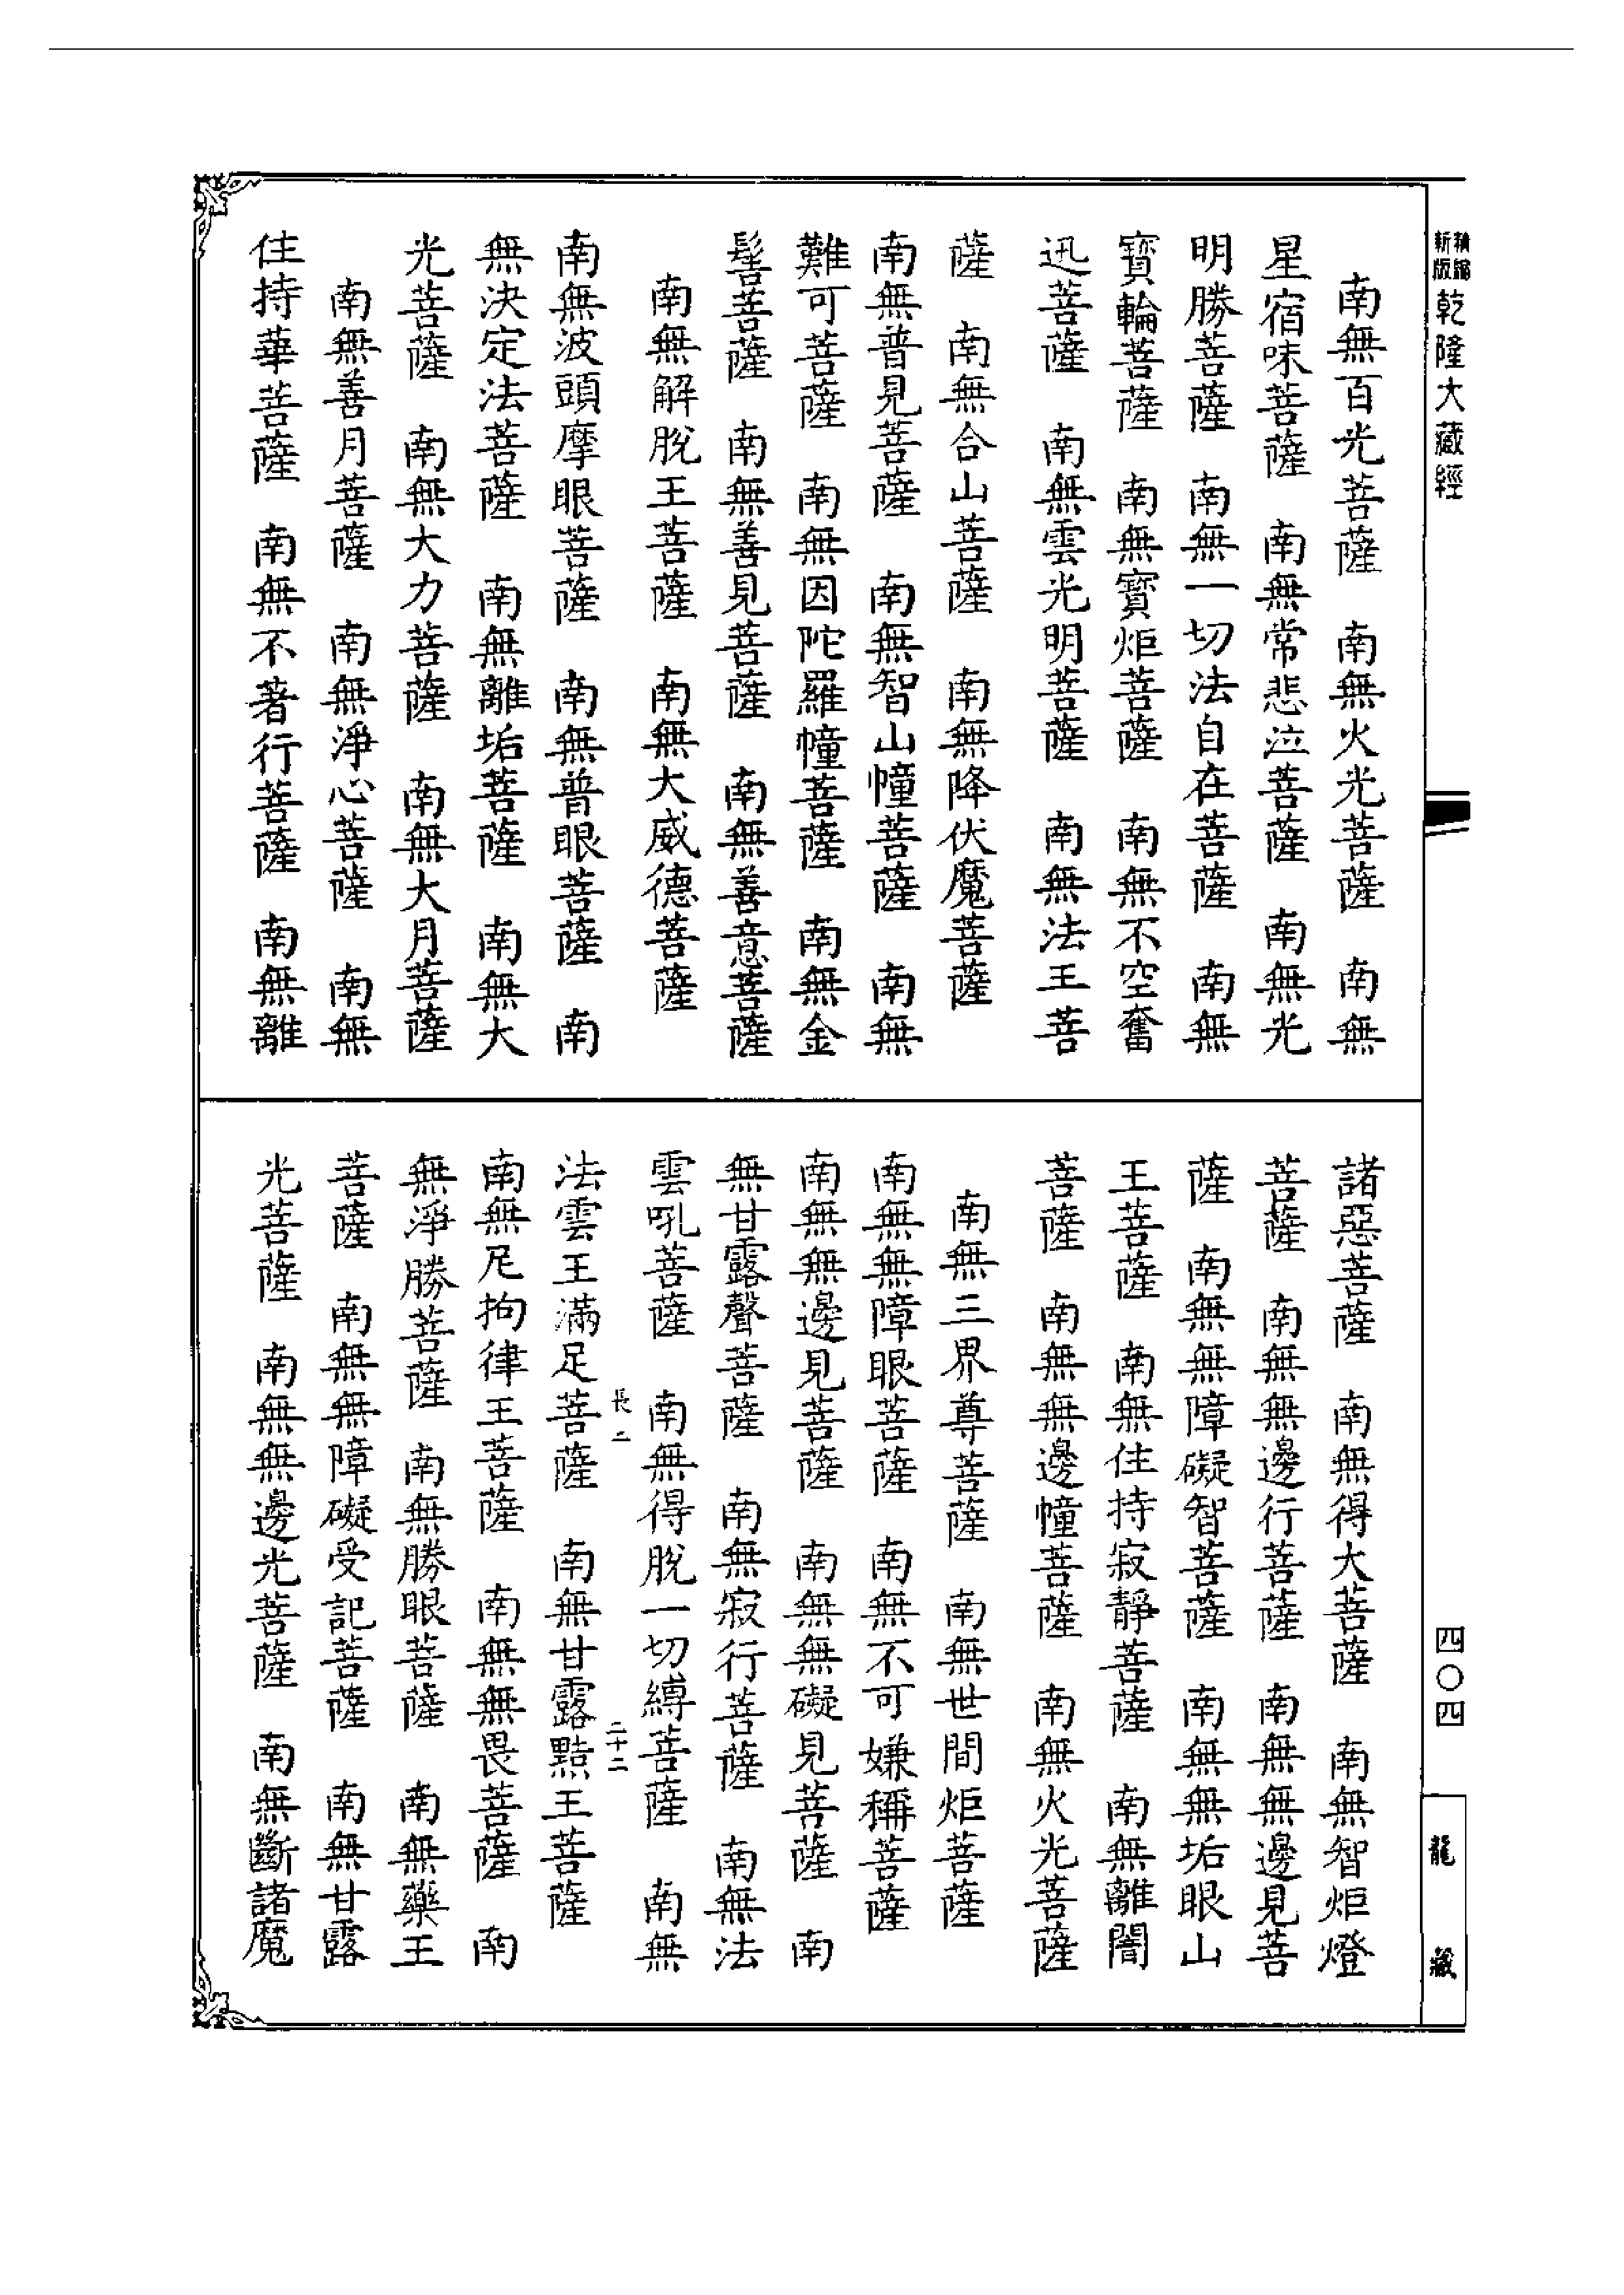 精縮新版乾隆大藏經
南無百光菩薩　南無火光菩薩　南無
星宿味菩薩　南無常悲泣菩薩　南無光
明勝菩薩　南無一切法自在菩薩　南無
寶輪菩薩　南無寶炬菩薩　南無不空奮
迅菩薩　南無雲光明菩薩　南無法王菩
薩　南無合山菩薩　南無降伏魔菩薩
南無普見菩薩　南無智山幢菩薩　南無
難可菩薩　南無因陀羅幢菩薩　南無金
髻菩薩　南無善見菩薩　南無善意菩薩
南無解脫王菩薩　南無大威德菩薩
南無波頭摩眼菩薩　南無普眼菩薩　南
無決定法菩薩　南無離垢菩薩　南無大
光菩薩　南無大力菩薩　南無大月菩薩
南無善月菩薩　南無淨心菩薩　南無
住持華菩薩　南無不著行菩薩　南無離
諸惡菩薩　南無得大菩薩　南無智炬燈
菩薩　南無無邊行菩薩　南無無邊見菩
薩　南無無障礙智菩薩　南無無垢眼山
王菩薩　南無住持寂靜菩薩　南無離闇
菩薩　南無無邊幢菩薩　南無火光菩薩
南無三界尊菩薩　南無世間炬菩薩
南無無障眼菩薩　南無不可嫌稱菩薩
南無無邊見菩薩　南無無礙見菩薩　南
無甘露聲菩薩　南無寂行菩薩　南無法
雲吼菩薩　南無得脫一切縛菩薩　南無
長二　二十二
法雲王滿足菩薩　南無甘露點王菩薩
南無尼拘律王菩薩　南無無畏菩薩　南
無淨勝菩薩　南無勝眼菩薩　南無藥王
菩薩　南無無障礙受記菩薩　南無甘露
光菩薩　南無無邊光菩薩　南無斷諸魔
四〇四
龍藏